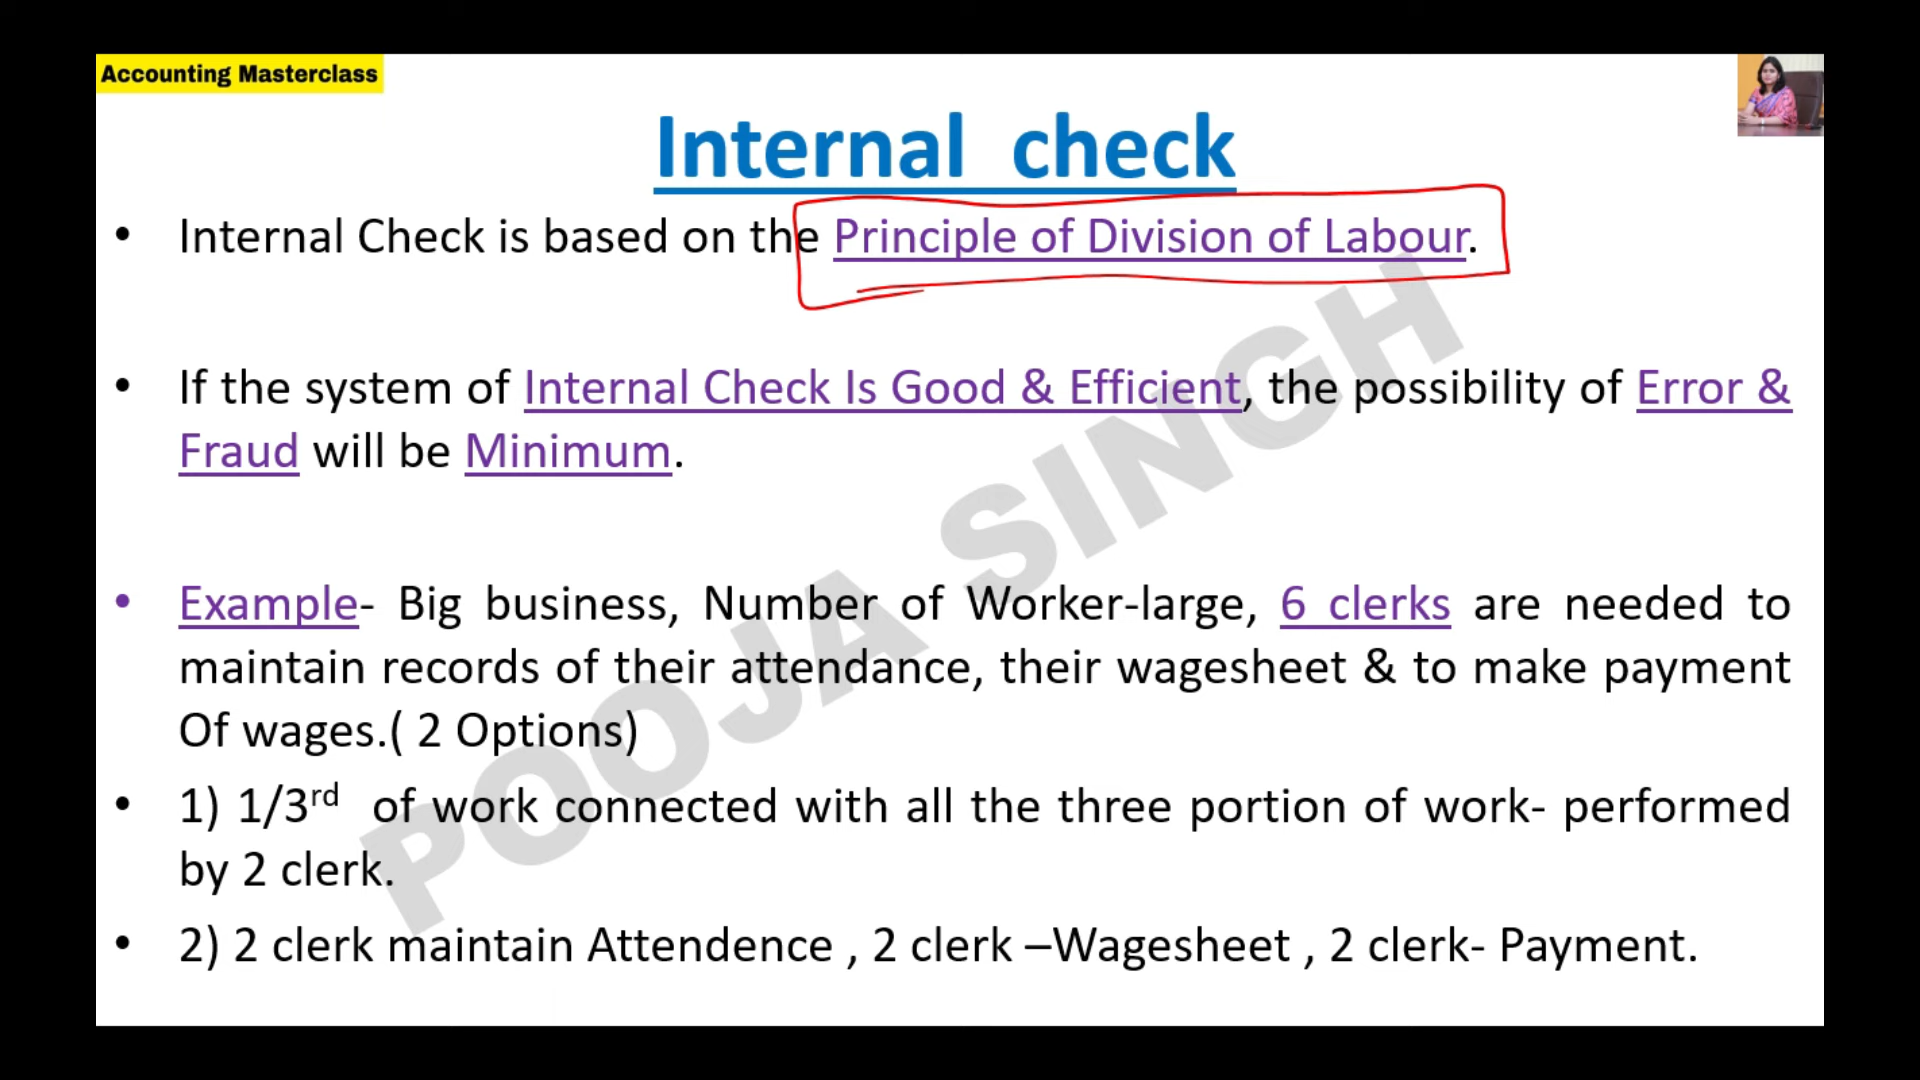 Accounting Masterclass
Internal check
• Internal Check is based on the Principle of Division of Labour.
• If the system of Internal Check Is Good & Efficient, the possibility of Error &
Fraud will be Minimum.
• Example- Big business, Number of Worker-large, 6 clerks are needed to
maintain records of their attendance, their wagesheet & to make payment
Of wages.( 2 Options)
• 1) 1/3rd of work connected with all the three portion of work- performed
by 2 clerk.
• 2) 2 clerk maintain Attendence , 2 clerk –Wagesheet , 2 clerk- Payment.
POOJA SINGH